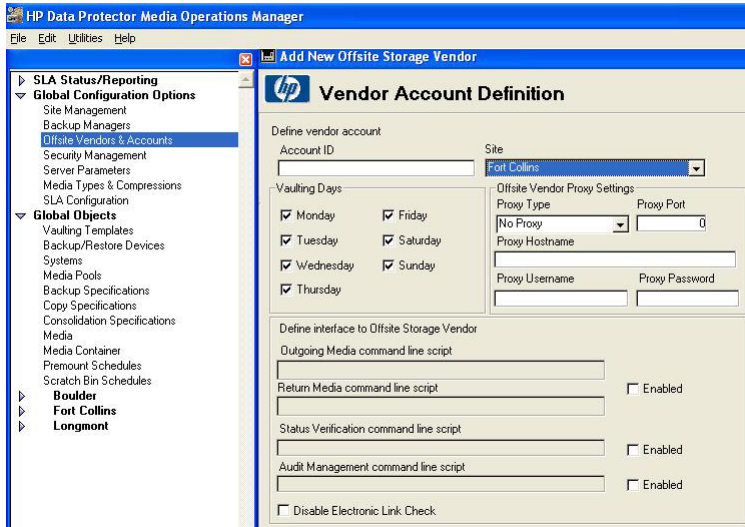 HP Data Protector Media Operations Manager
File Edit Utilities Help
SLA Status/Reporting
Global Configuration Options
Site Management
Backup Managers
Offsite Vendors & Accounts
Security Management
Server Parameters
Media Types & Compressions
SLA Configuration
Global Objects
Vaulting Templates
Backup/Restore Devices
Systems
Media Pools
Backup Specifications
Copy Specifications
Consolidation Specifications
Media
Media Container
Premount Schedules
Scratch Bin Schedules
Boulder
Fort Collins
Longmont
Add New Offsite Storage Vendor
hp Vendor Account Definition
Define vendor account
Account ID Site
Fort Collins
Vaulting Days
Monday Friday
Tuesday Saturday
Wednesday Sunday
Thursday
Offsite Vendor Proxy Settings
Proxy Type Proxy Port
No Proxy 0
Proxy Hostname
Proxy Username Proxy Password
Define interface to Offsite Storage Vendor
Outgoing Media command line script
Return Media command line script
Enabled
Status Verification command line script
Enabled
Audit Management command line script
Enabled
Disable Electronic Link Check